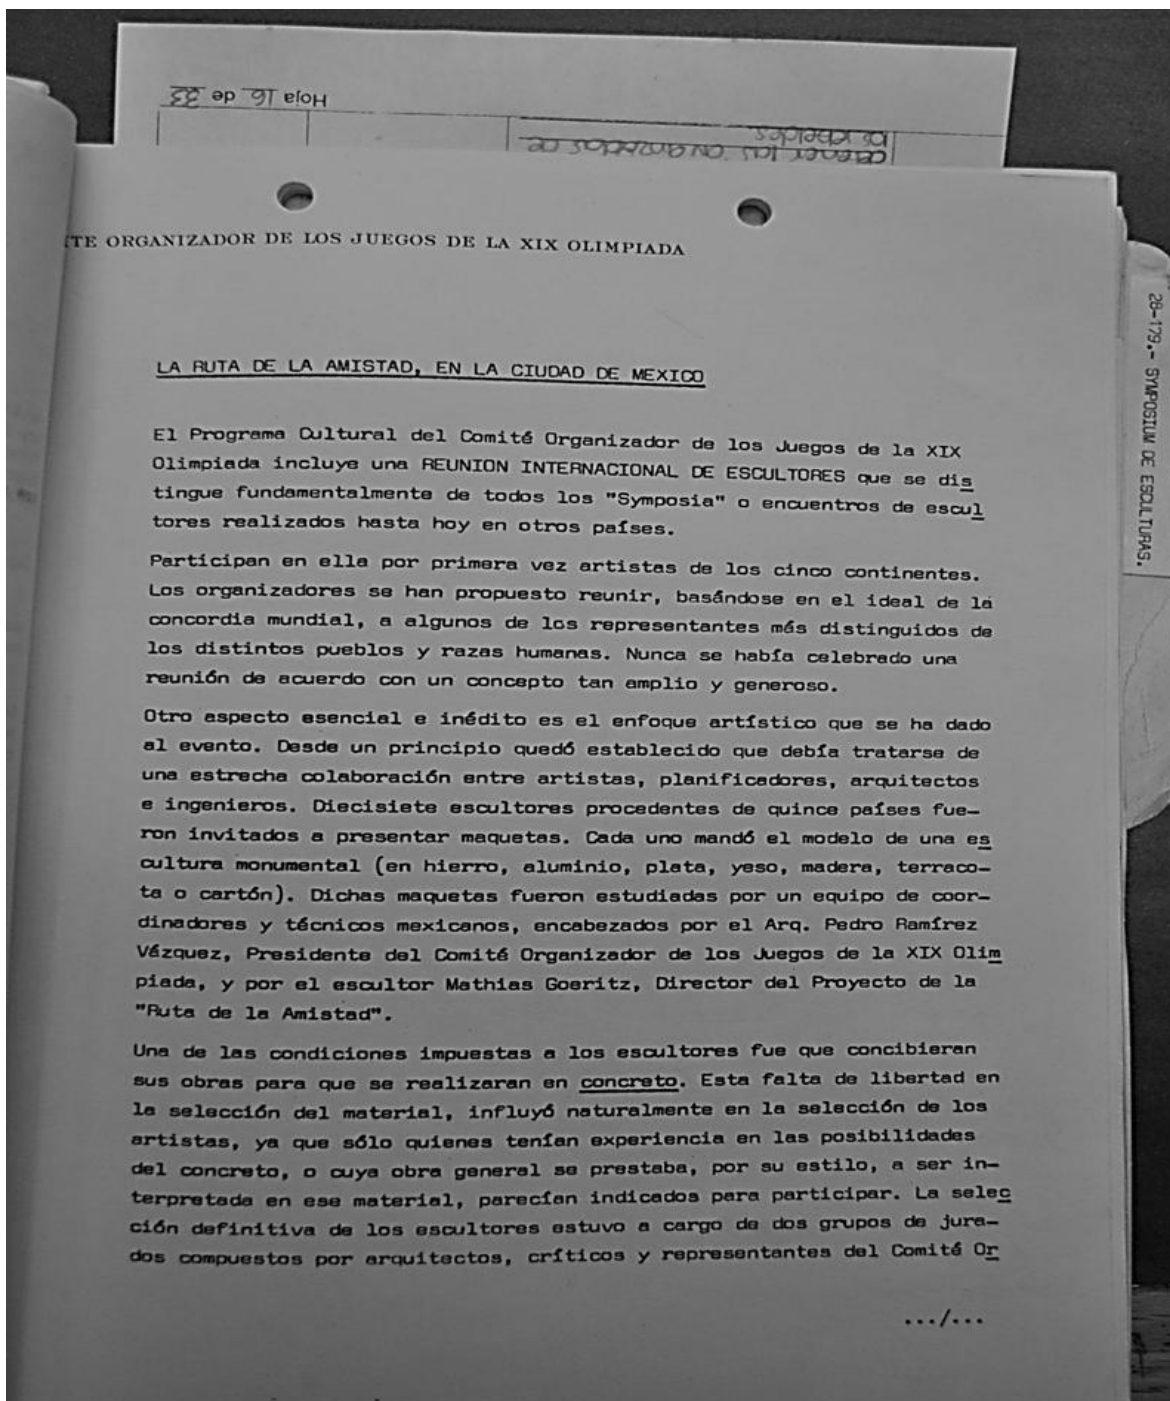 Hoja 16 de 33
los rebeldes.
detener las avanzadas de
TE ORGANIZADOR DE LOS JUEGOS DE LA XIX OLIMPIADA
28-179.- SYMPOSIUM DE ESCULTURAS.
LA RUTA DE LA AMISTAD, EN LA CIUDAD DE MEXICO
El Programa Cultural del Comité Organizador de los Juegos de la XIX
Olimpiada incluye una REUNION INTERNACIONAL DE ESCULTORES que se dis
tingue fundamentalmente de todos los "Symposia" o encuentros de escul
tores realizados hasta hoy en otros países.
Participan en ella por primera vez artistas de los cinco continentes.
Los organizadores se han propuesto reunir, basándose en el ideal de la
concordia mundial, a algunos de los representantes más distinguidos de
los distintos pueblos y razas humanas. Nunca se había celebrado una
reunión de acuerdo con un concepto tan amplio y generoso.
Otro aspecto esencial e inédito es el enfoque artístico que se ha dado
al evento. Desde un principio quedó establecido que debía tratarse de
una estrecha colaboración entre artistas, planificadores, arquitectos
e ingenieros. Diecisiete escultores procedentes de quince países fue-
ron invitados a presentar maquetas. Cada uno mandó el modelo de una es
cultura monumental (en hierro, aluminio, plata, yeso, madera, terraco-
ta o cartón). Dichas maquetas fueron estudiadas por un equipo de coor-
dinadores y técnicos mexicanos, encabezados por el Arq. Pedro Ramírez
Vázquez, Presidente del Comité Organizador de los Juegos de la XIX Olim
piada, y por el escultor Mathias Goeritz, Director del Proyecto de la
"Ruta de la Amistad".
Una de las condiciones impuestas a los escultores fue que concibieran
sus obras para que se realizaran en concreto. Esta falta de libertad en
la selección del material, influyó naturalmente en la selección de los
artistas, ya que sólo quienes tenían experiencia en las posibilidades
del concreto, o cuya obra general se prestaba, por su estilo, a ser in-
terpretada en ese material, parecían indicados para participar. La selec
ción definitiva de los escultores estuvo a cargo de dos grupos de jura-
dos compuestos por arquitectos, críticos y representantes del Comité Or
.../...